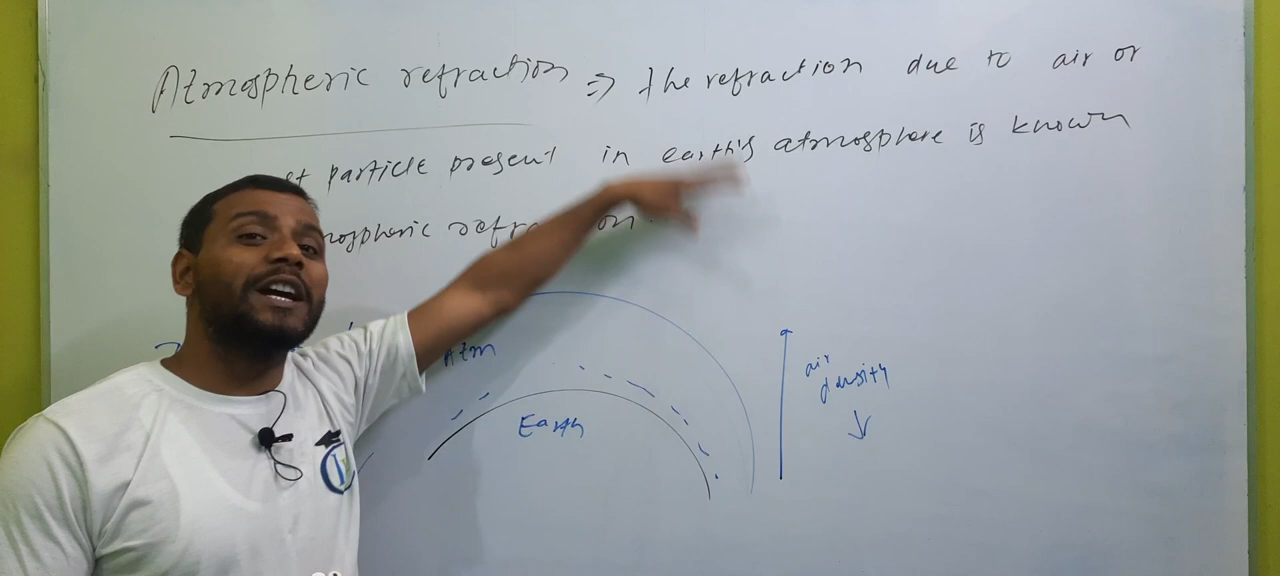 Atmospheric refraction => the refraction due to air or
particle present in earth's atmosphere is known
Atm
Earth
air
density ↓